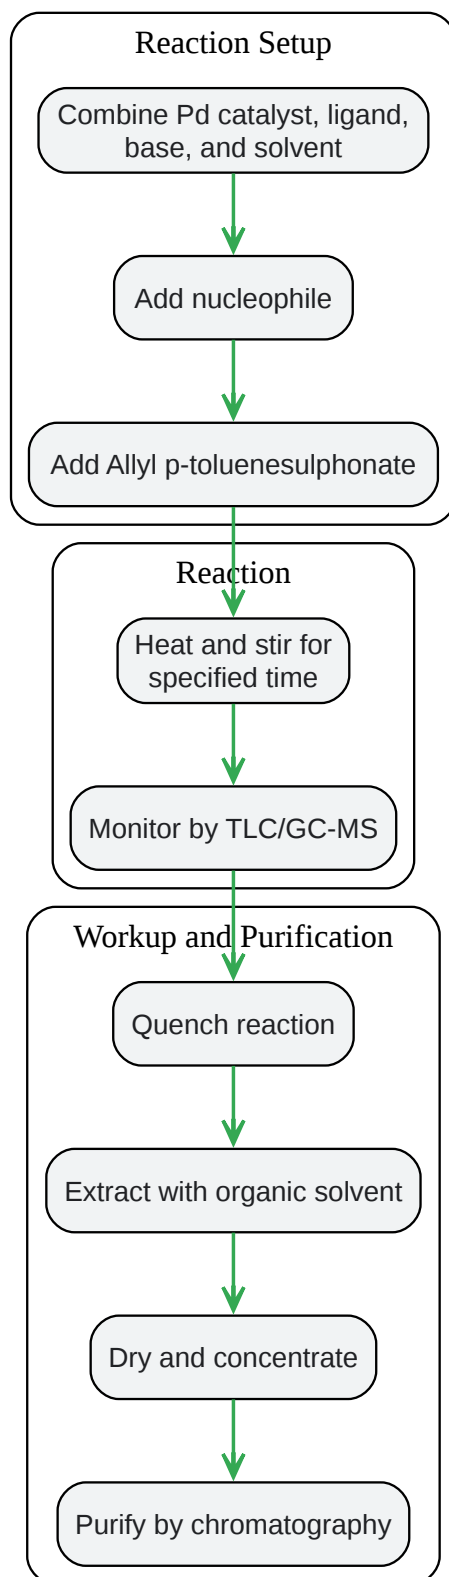 Reaction Setup
Combine Pd catalyst, ligand,
base, and solvent
Add nucleophile
Add Allyl p-toluenesulphonate
Reaction
Heat and stir for
specified time
Monitor by TLC/GC-MS
Workup and Purification
Quench reaction
Extract with organic solvent
Dry and concentrate
Purify by chromatography